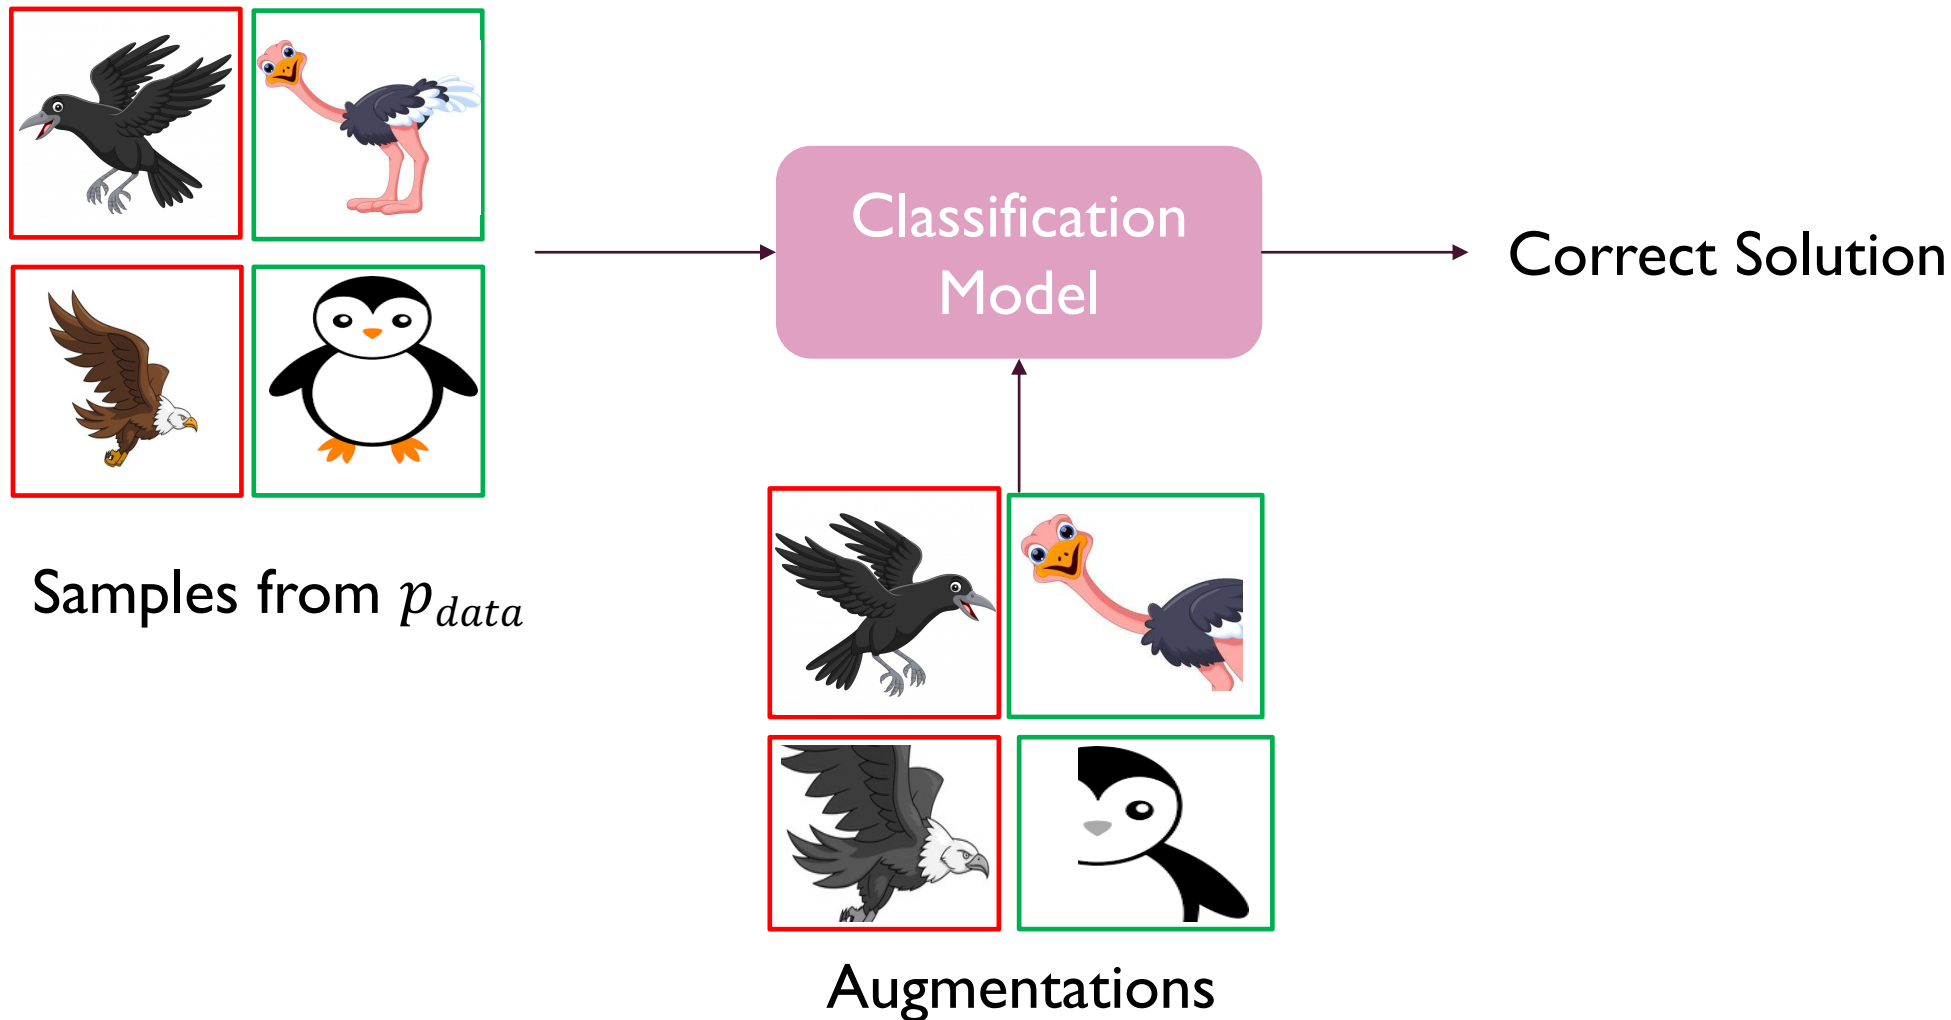 Classification
Model
Correct Solution
Samples from p_data
Augmentations